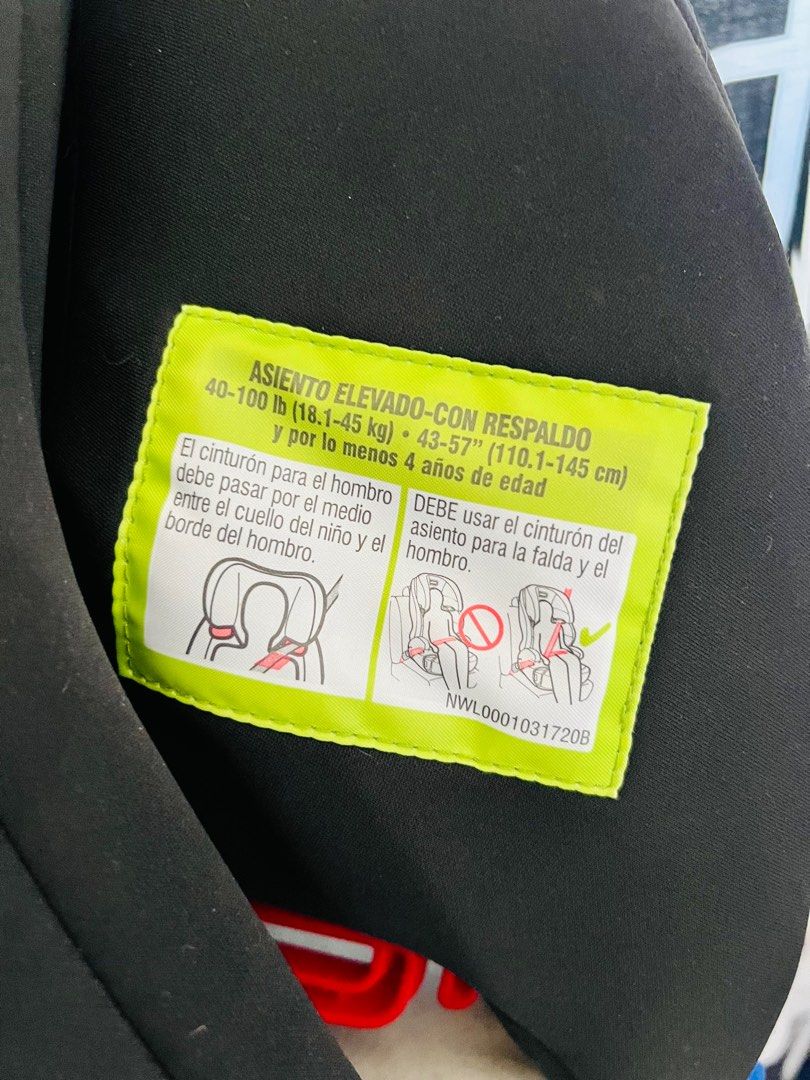 ASIENTO ELEVADO-CON RESPALDO
40-100 lb (18.1-45 kg) • 43-57” (110.1-145 cm)
y por lo menos 4 años de edad
El cinturón para el hombro
debe pasar por el medio
entre el cuello del niño y el
borde del hombro.
DEBE usar el cinturón del
asiento para la falda y el
hombro.
NWL0001031720B